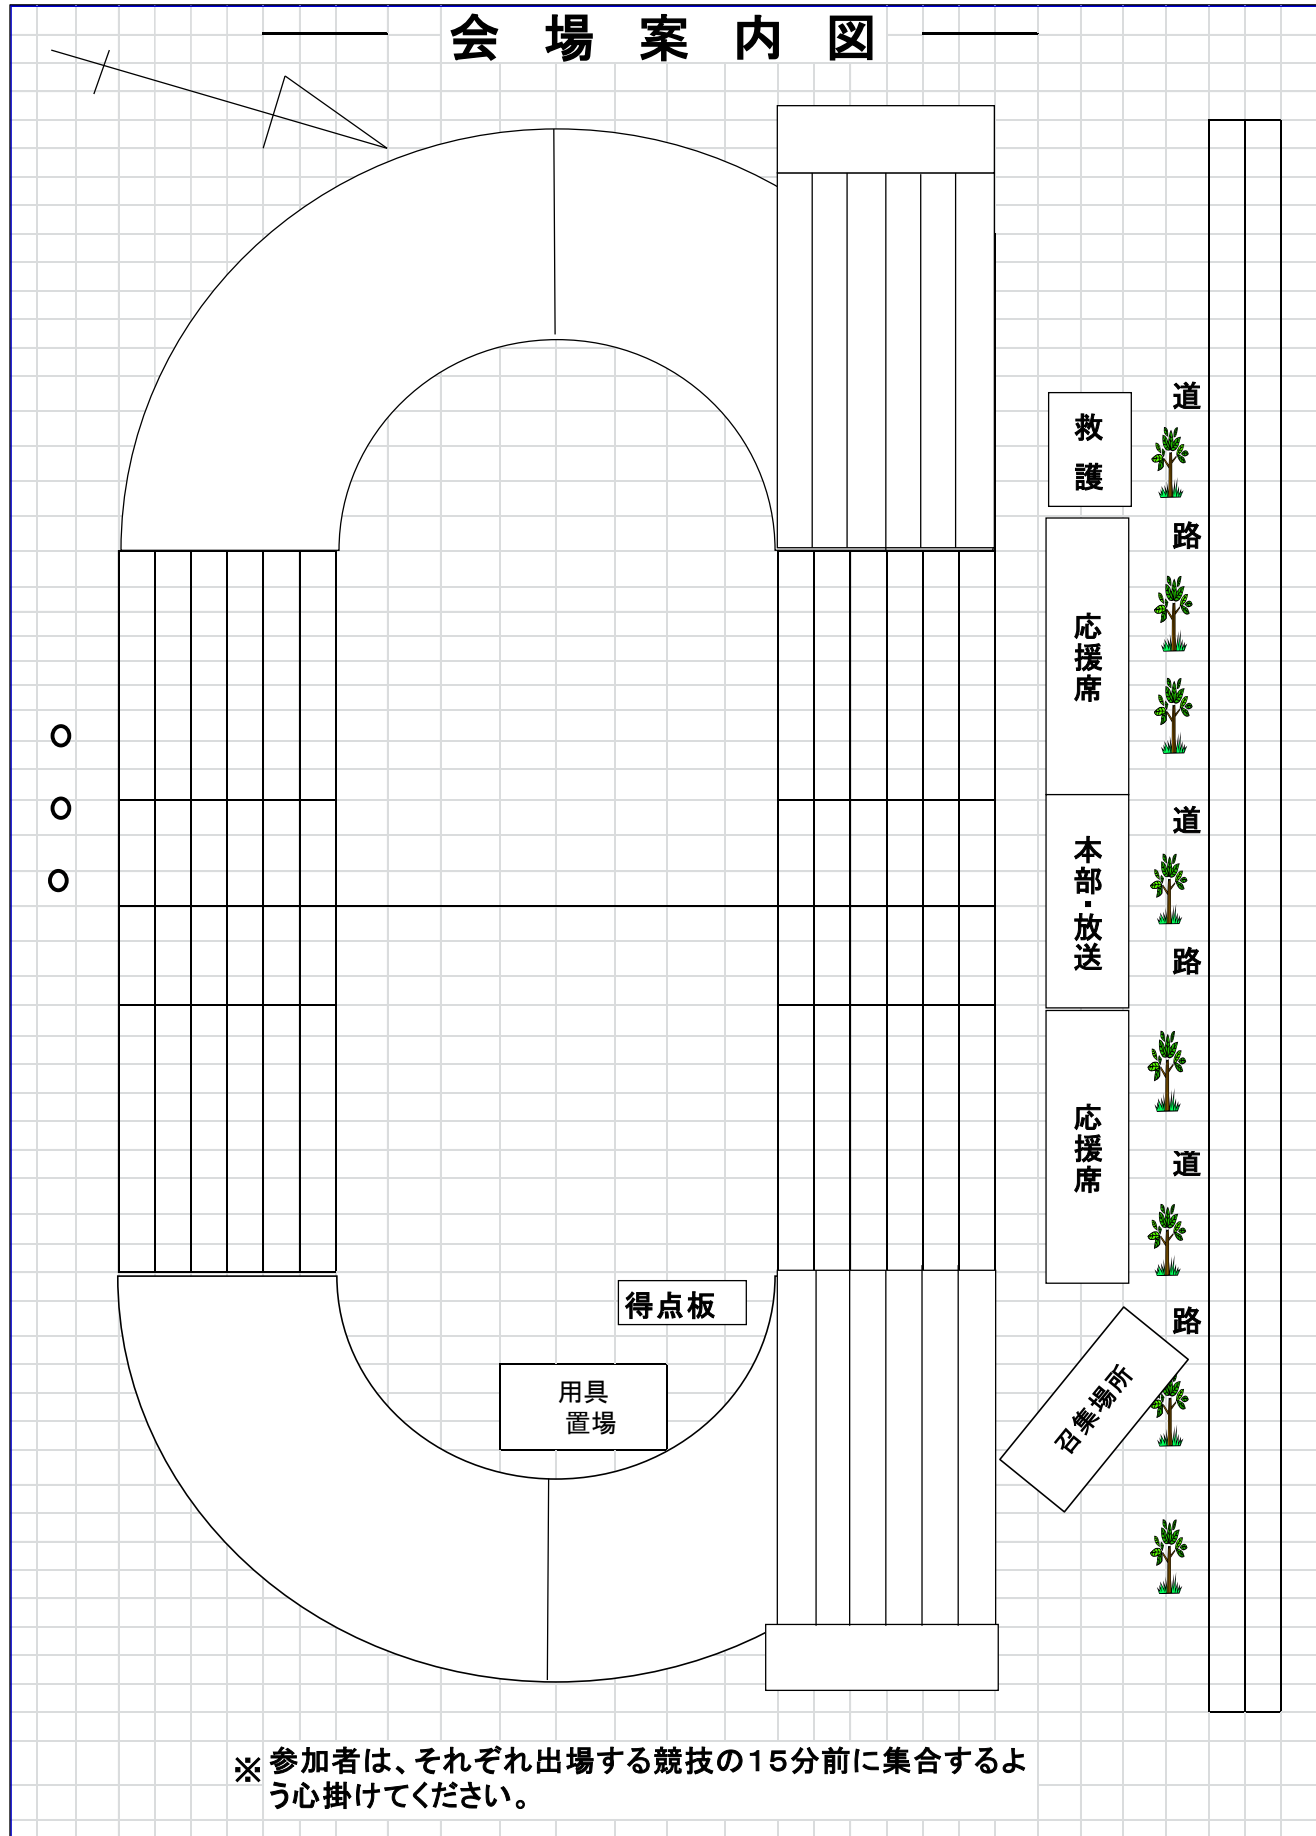 会場案内図
救護
道路
応援席
本部・放送
道路
応援席
道路
得点板
用具
置場
召集場所
※ 参加者は、それぞれ出場する競技の15分前に集合するよ
う心掛けてください。